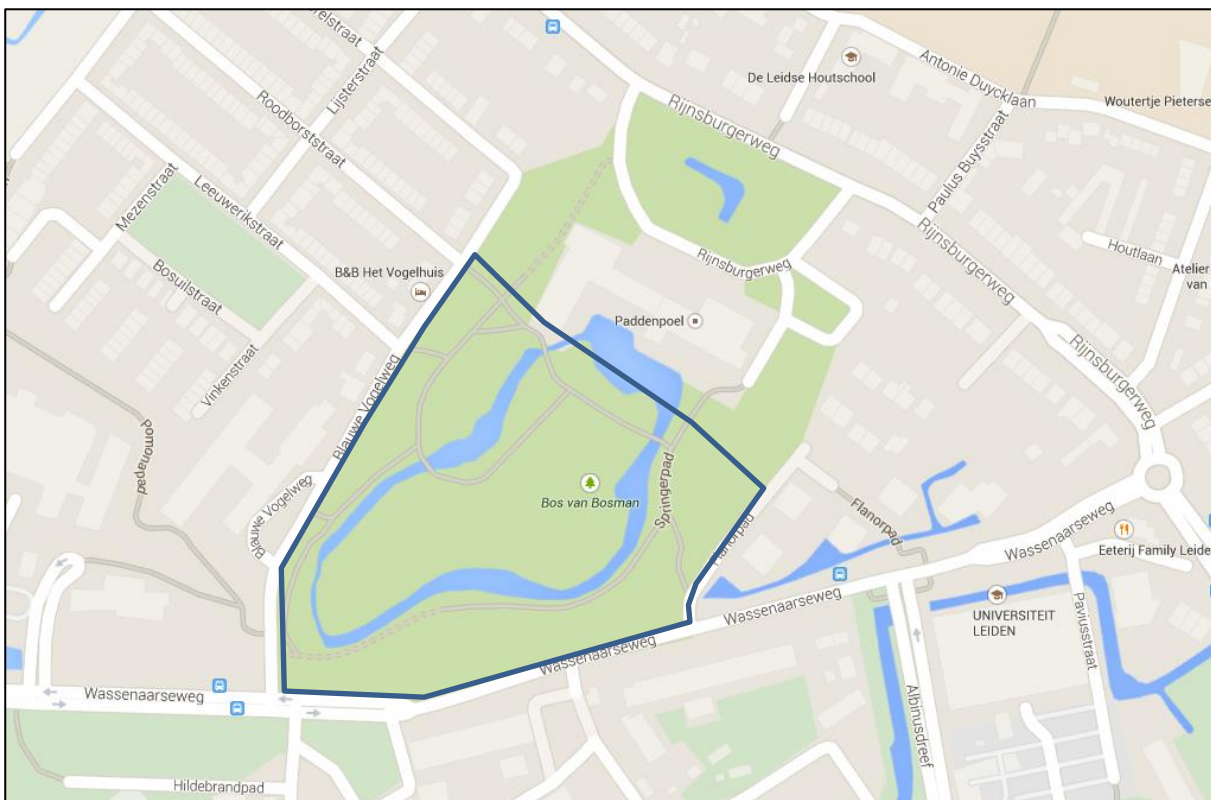 De Leidse Houtschool
Antonie Duycklaan
Woutertje Pieterse
Lijsterstraat
Roodborststraat
Rijnsburgerweg
Paulus Buysstraat
Mezenstraat
Leeuwerikstraat
Houtlaan
Rijnsburgerweg
Rijnsburgerweg
Atelier
van
B&B Het Vogelhuis
Bosuilstraat
Paddenpoel
Rijnsburgerweg
Vinkenstraat
Blauwe Vogelweg
Pomonapad
Blauwe Vogelweg
Bos van Bosman
Springerpad
Flanorpad
Flanorpad
Wassenaarseweg
Eeterij Family Leide
Wassenaarseweg
UNIVERSITEIT
LEIDEN
Paviusstraat
Wassenaarseweg
Wassenaarseweg
Albinusdreef
Hildebrandpad